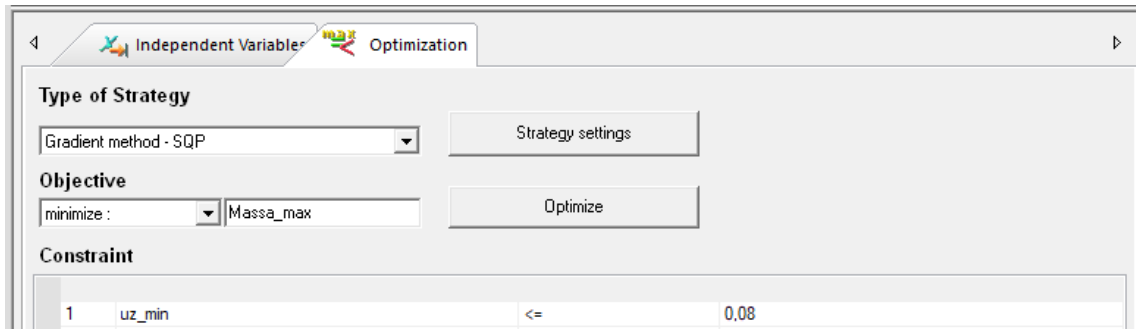 Independent Variables
max Optimization
Type of Strategy
Gradient method - SQP
Strategy settings
Objective
minimize :
Massa_max
Optimize
Constraint
1 uz_min <= 0,08